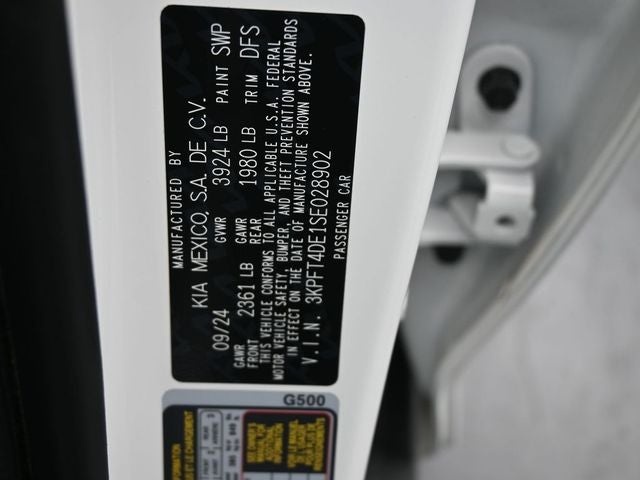 MANUFACTURED BY
KIA MEXICO, S.A. DE C.V.
09/24 GVWR 3924 LB PAINT SWP
GAWR FRONT 2361 LB GAWR REAR 1980 LB TRIM DFS
THIS VEHICLE CONFORMS TO ALL APPLICABLE U.S.A. FEDERAL
MOTOR VEHICLE SAFETY, BUMPER, AND THEFT PREVENTION STANDARDS
IN EFFECT ON THE DATE OF MANUFACTURE SHOWN ABOVE.
V.I.N. 3KPFT4DE1SE028902
PASSENGER CAR
G500